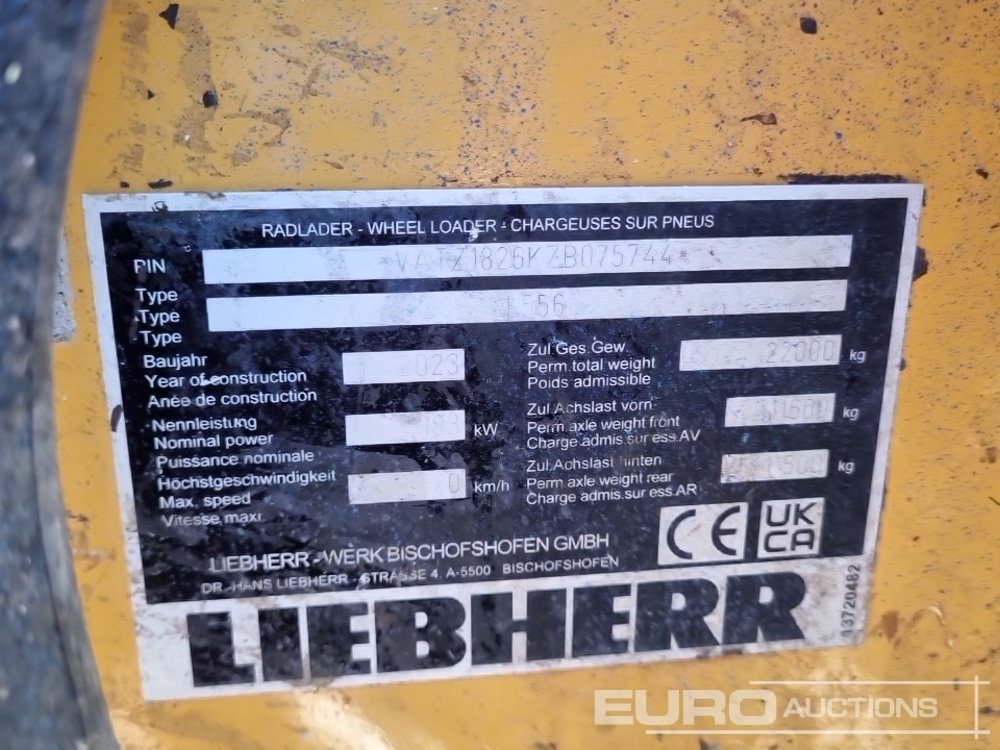 RADLADER - WHEEL LOADER - CHARGEUSES SUR PNEUS
PIN VATZ1826KZB075744*
Type
Type 56
Type
Baujahr
Year of construction 2023
Anée de construction
Nennleistung
Nominal power 183 kW
Puissance nominale
Höchstgeschwindigkeit
Max. speed km/h
Vitesse maxi.
Zul.Ges.Gew.
Perm.total weight 22000 kg
Poids admissible
Zul.Achslast vorn
Perm.axle weight front 11500 kg
Charge admis.sur ess.AV
Zul.Achslast hinten
Perm axle weight rear 11500 kg
Charge admis.sur ess.AR
CE
UK
CA
LIEBHERR - WERK BISCHOFSHOFEN GMBH
DR.-HANS LIEBHERR - STRASSE 4, A-5500 BISCHOFSHOFEN
LIEBHERR
13720482
EURO AUCTIONS